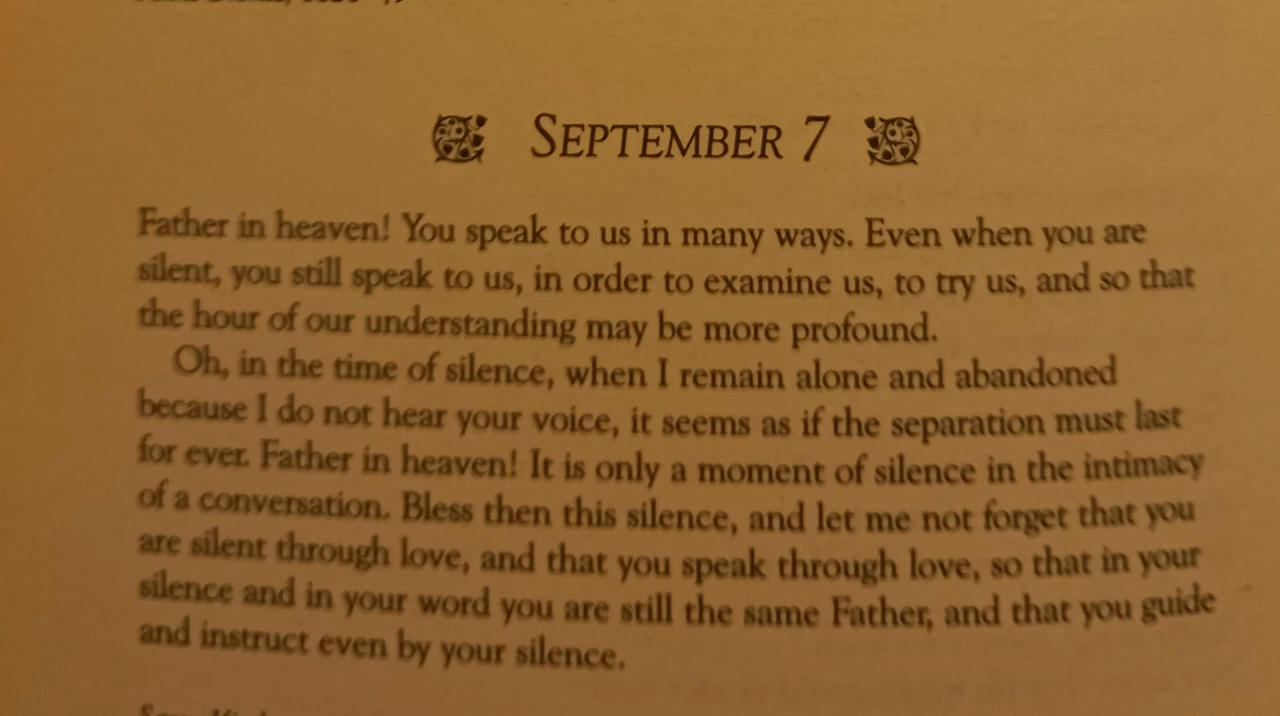 SEPTEMBER 7
Father in heaven! You speak to us in many ways. Even when you are
silent, you still speak to us, in order to examine us, to try us, and so that
the hour of our understanding may be more profound.
Oh, in the time of silence, when I remain alone and abandoned
because I do not hear your voice, it seems as if the separation must last
for ever. Father in heaven! It is only a moment of silence in the intimacy
of a conversation. Bless then this silence, and let me not forget that you
are silent through love, and that you speak through love, so that in your
silence and in your word you are still the same Father, and that you guide
and instruct even by your silence.